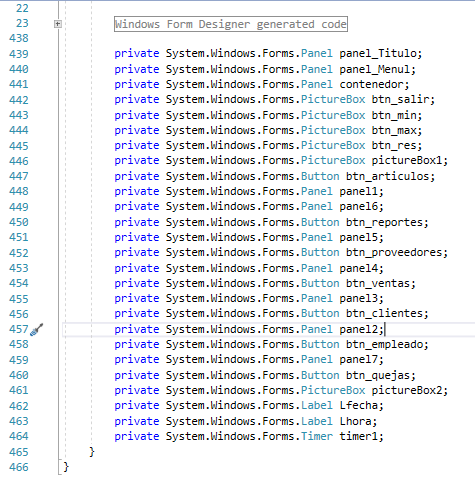 22
23 Windows Form Designer generated code
438
439 private System.Windows.Forms.Panel panel_Titulo;
440 private System.Windows.Forms.Panel panel_Menul;
441 private System.Windows.Forms.Panel contenedor;
442 private System.Windows.Forms.PictureBox btn_salir;
443 private System.Windows.Forms.PictureBox btn_min;
444 private System.Windows.Forms.PictureBox btn_max;
445 private System.Windows.Forms.PictureBox btn_res;
446 private System.Windows.Forms.PictureBox pictureBox1;
447 private System.Windows.Forms.Button btn_articulos;
448 private System.Windows.Forms.Panel panel1;
449 private System.Windows.Forms.Panel panel6;
450 private System.Windows.Forms.Button btn_reportes;
451 private System.Windows.Forms.Panel panel5;
452 private System.Windows.Forms.Button btn_proveedores;
453 private System.Windows.Forms.Panel panel4;
454 private System.Windows.Forms.Button btn_ventas;
455 private System.Windows.Forms.Panel panel3;
456 private System.Windows.Forms.Button btn_clientes;
457 private System.Windows.Forms.Panel panel2;
458 private System.Windows.Forms.Button btn_empleado;
459 private System.Windows.Forms.Panel panel7;
460 private System.Windows.Forms.Button btn_quejas;
461 private System.Windows.Forms.PictureBox pictureBox2;
462 private System.Windows.Forms.Label Lfecha;
463 private System.Windows.Forms.Label Lhora;
464 private System.Windows.Forms.Timer timer1;
465 }
466 }